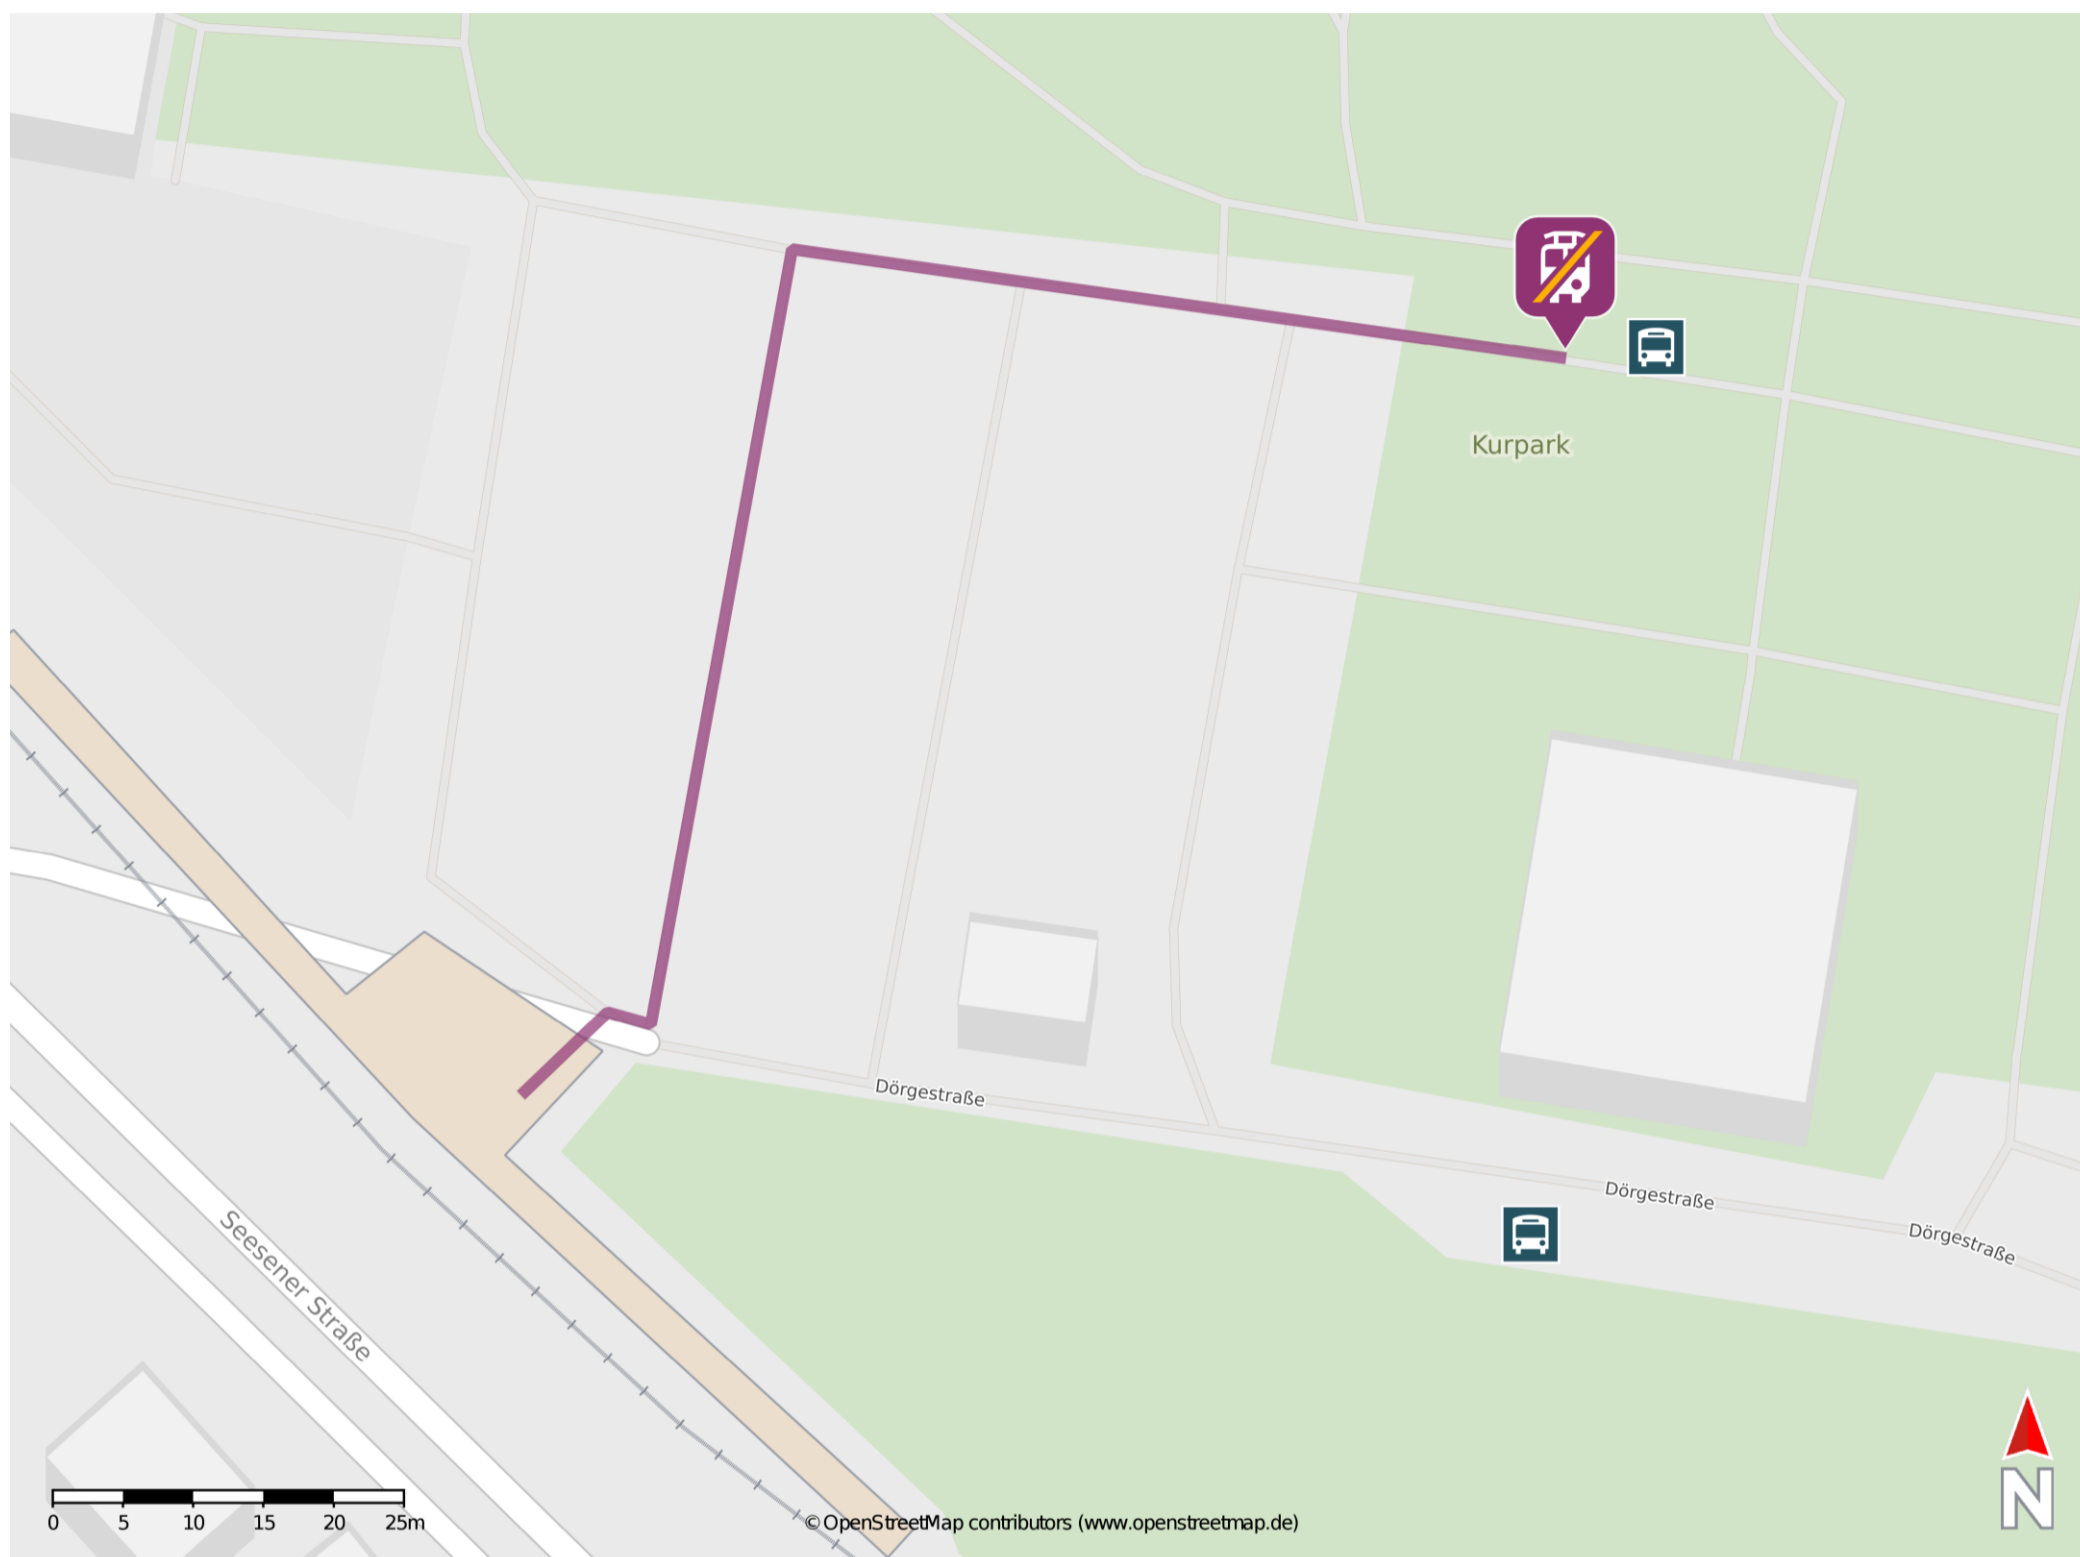 Kurpark
Dörgestraße
Dörgestraße
Dörgestraße
Seesener Straße
N
0 5 10 15 20 25m
© OpenStreetMap contributors (www.openstreetmap.de)